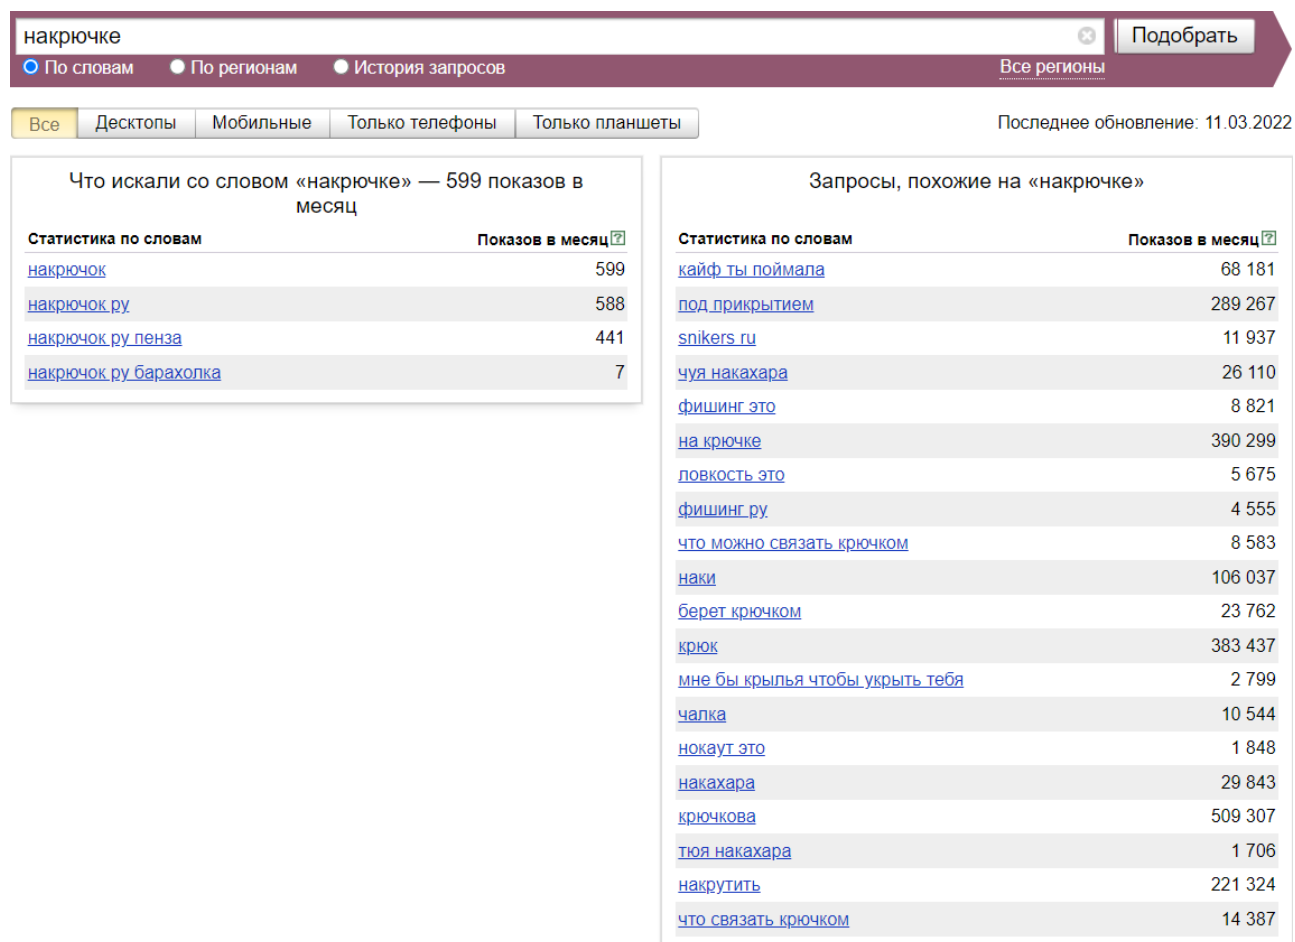 накрючке
Подобрать
По словам
По регионам
История запросов
Все регионы
Все
Десктопы
Мобильные
Только телефоны
Только планшеты
Последнее обновление: 11.03.2022
Что искали со словом «накрючке» — 599 показов в
месяц
Статистика по словам
Показов в месяц ?
накрючок 599
накрючок ру 588
накрючок ру пенза 441
накрючок ру барахолка 7
Запросы, похожие на «накрючке»
Статистика по словам
Показов в месяц ?
кайф ты поймала 68 181
под прикрытием 289 267
snikers ru 11 937
чуя накахара 26 110
фишинг это 8 821
на крючке 390 299
ловкость это 5 675
фишинг ру 4 555
что можно связать крючком 8 583
наки 106 037
берет крючком 23 762
крюк 383 437
мне бы крылья чтобы укрыть тебя 2 799
чалка 10 544
нокаут это 1 848
накахара 29 843
крючкова 509 307
тюя накахара 1 706
накрутить 221 324
что связать крючком 14 387